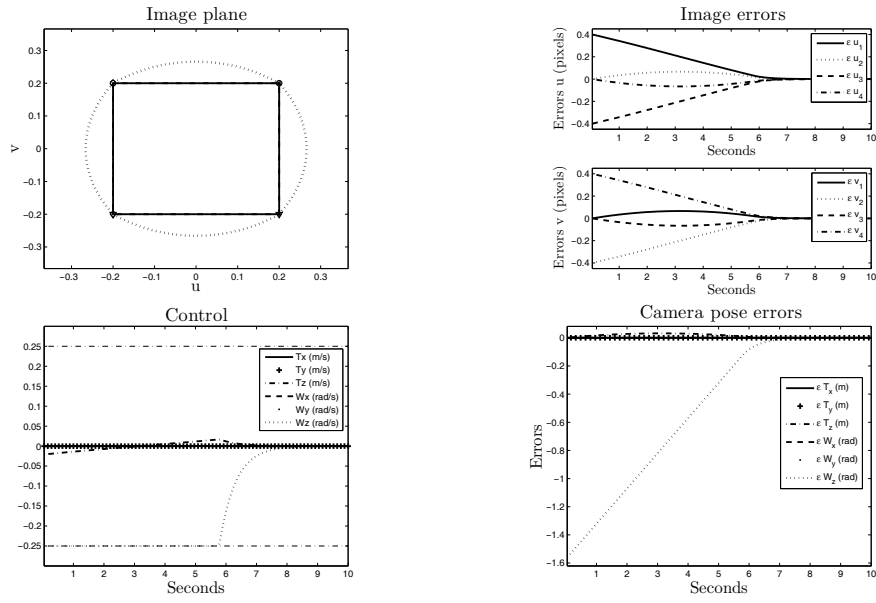 Image plane
0.3
0.2
0.1
0
−0.1
−0.2
−0.3
v
−0.3 −0.2 −0.1 0 0.1 0.2 0.3
u
Image errors
Errors u (pixels)
0.4
0.2
0
−0.2
−0.4
ε u1
ε u2
ε u3
ε u4
1 2 3 4 5 6 7 8 9 10
Seconds
Errors v (pixels)
0.4
0.2
0
−0.2
−0.4
ε v1
ε v2
ε v3
ε v4
1 2 3 4 5 6 7 8 9 10
Seconds
Control
0.25
0.2
0.15
0.1
0.05
0
−0.05
−0.1
−0.15
−0.2
−0.25
Tx (m/s)
Ty (m/s)
Tz (m/s)
Wx (rad/s)
Wy (rad/s)
Wz (rad/s)
1 2 3 4 5 6 7 8 9 10
Seconds
Camera pose errors
Errors
0
−0.2
−0.4
−0.6
−0.8
−1
−1.2
−1.4
−1.6
ε Tx (m)
ε Ty (m)
ε Tz (m)
ε Wx (rad)
ε Wy (rad)
ε Wz (rad)
1 2 3 4 5 6 7 8 9 10
Seconds